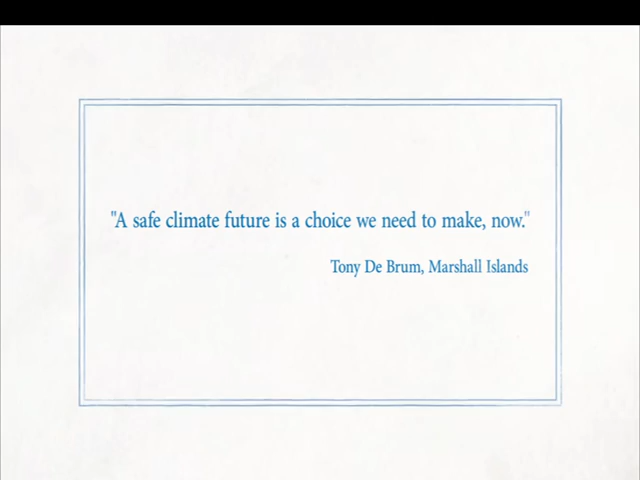 "A safe climate future is a choice we need to make, now."
Tony De Brum, Marshall Islands